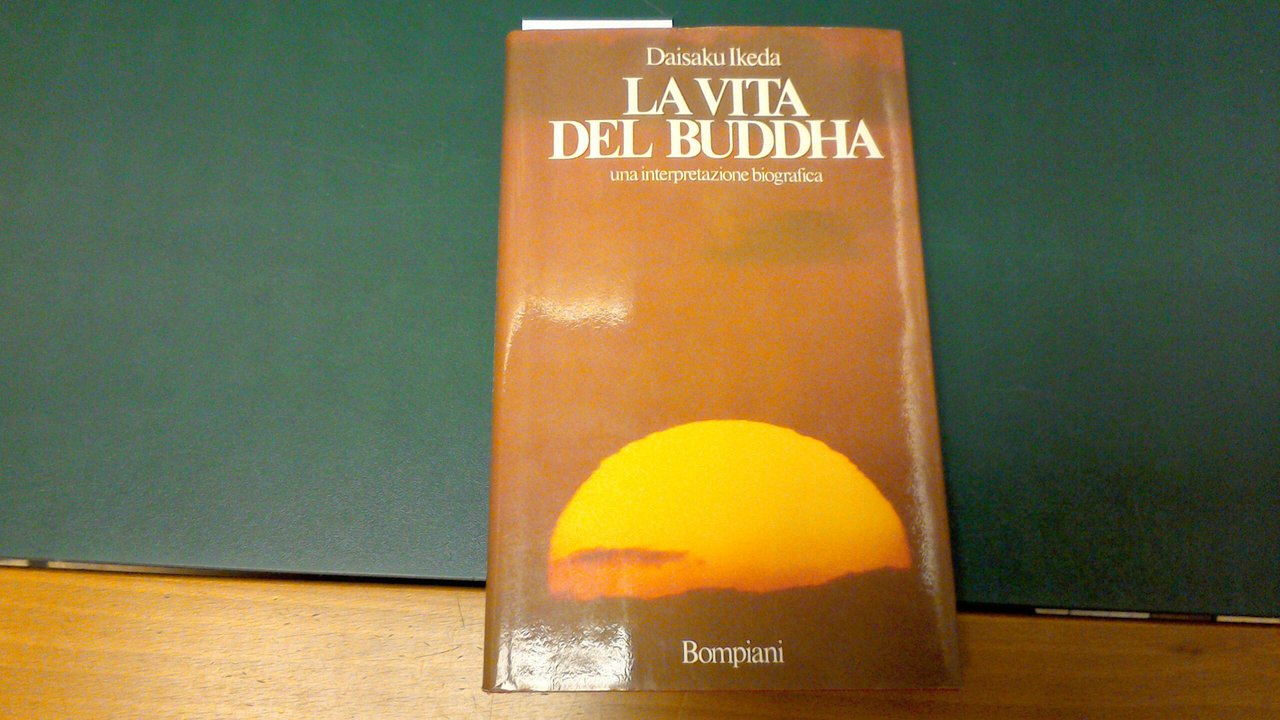 Daisaku Ikeda
LA VITA
DEL BUDDHA
una interpretazione biografica
Bompiani